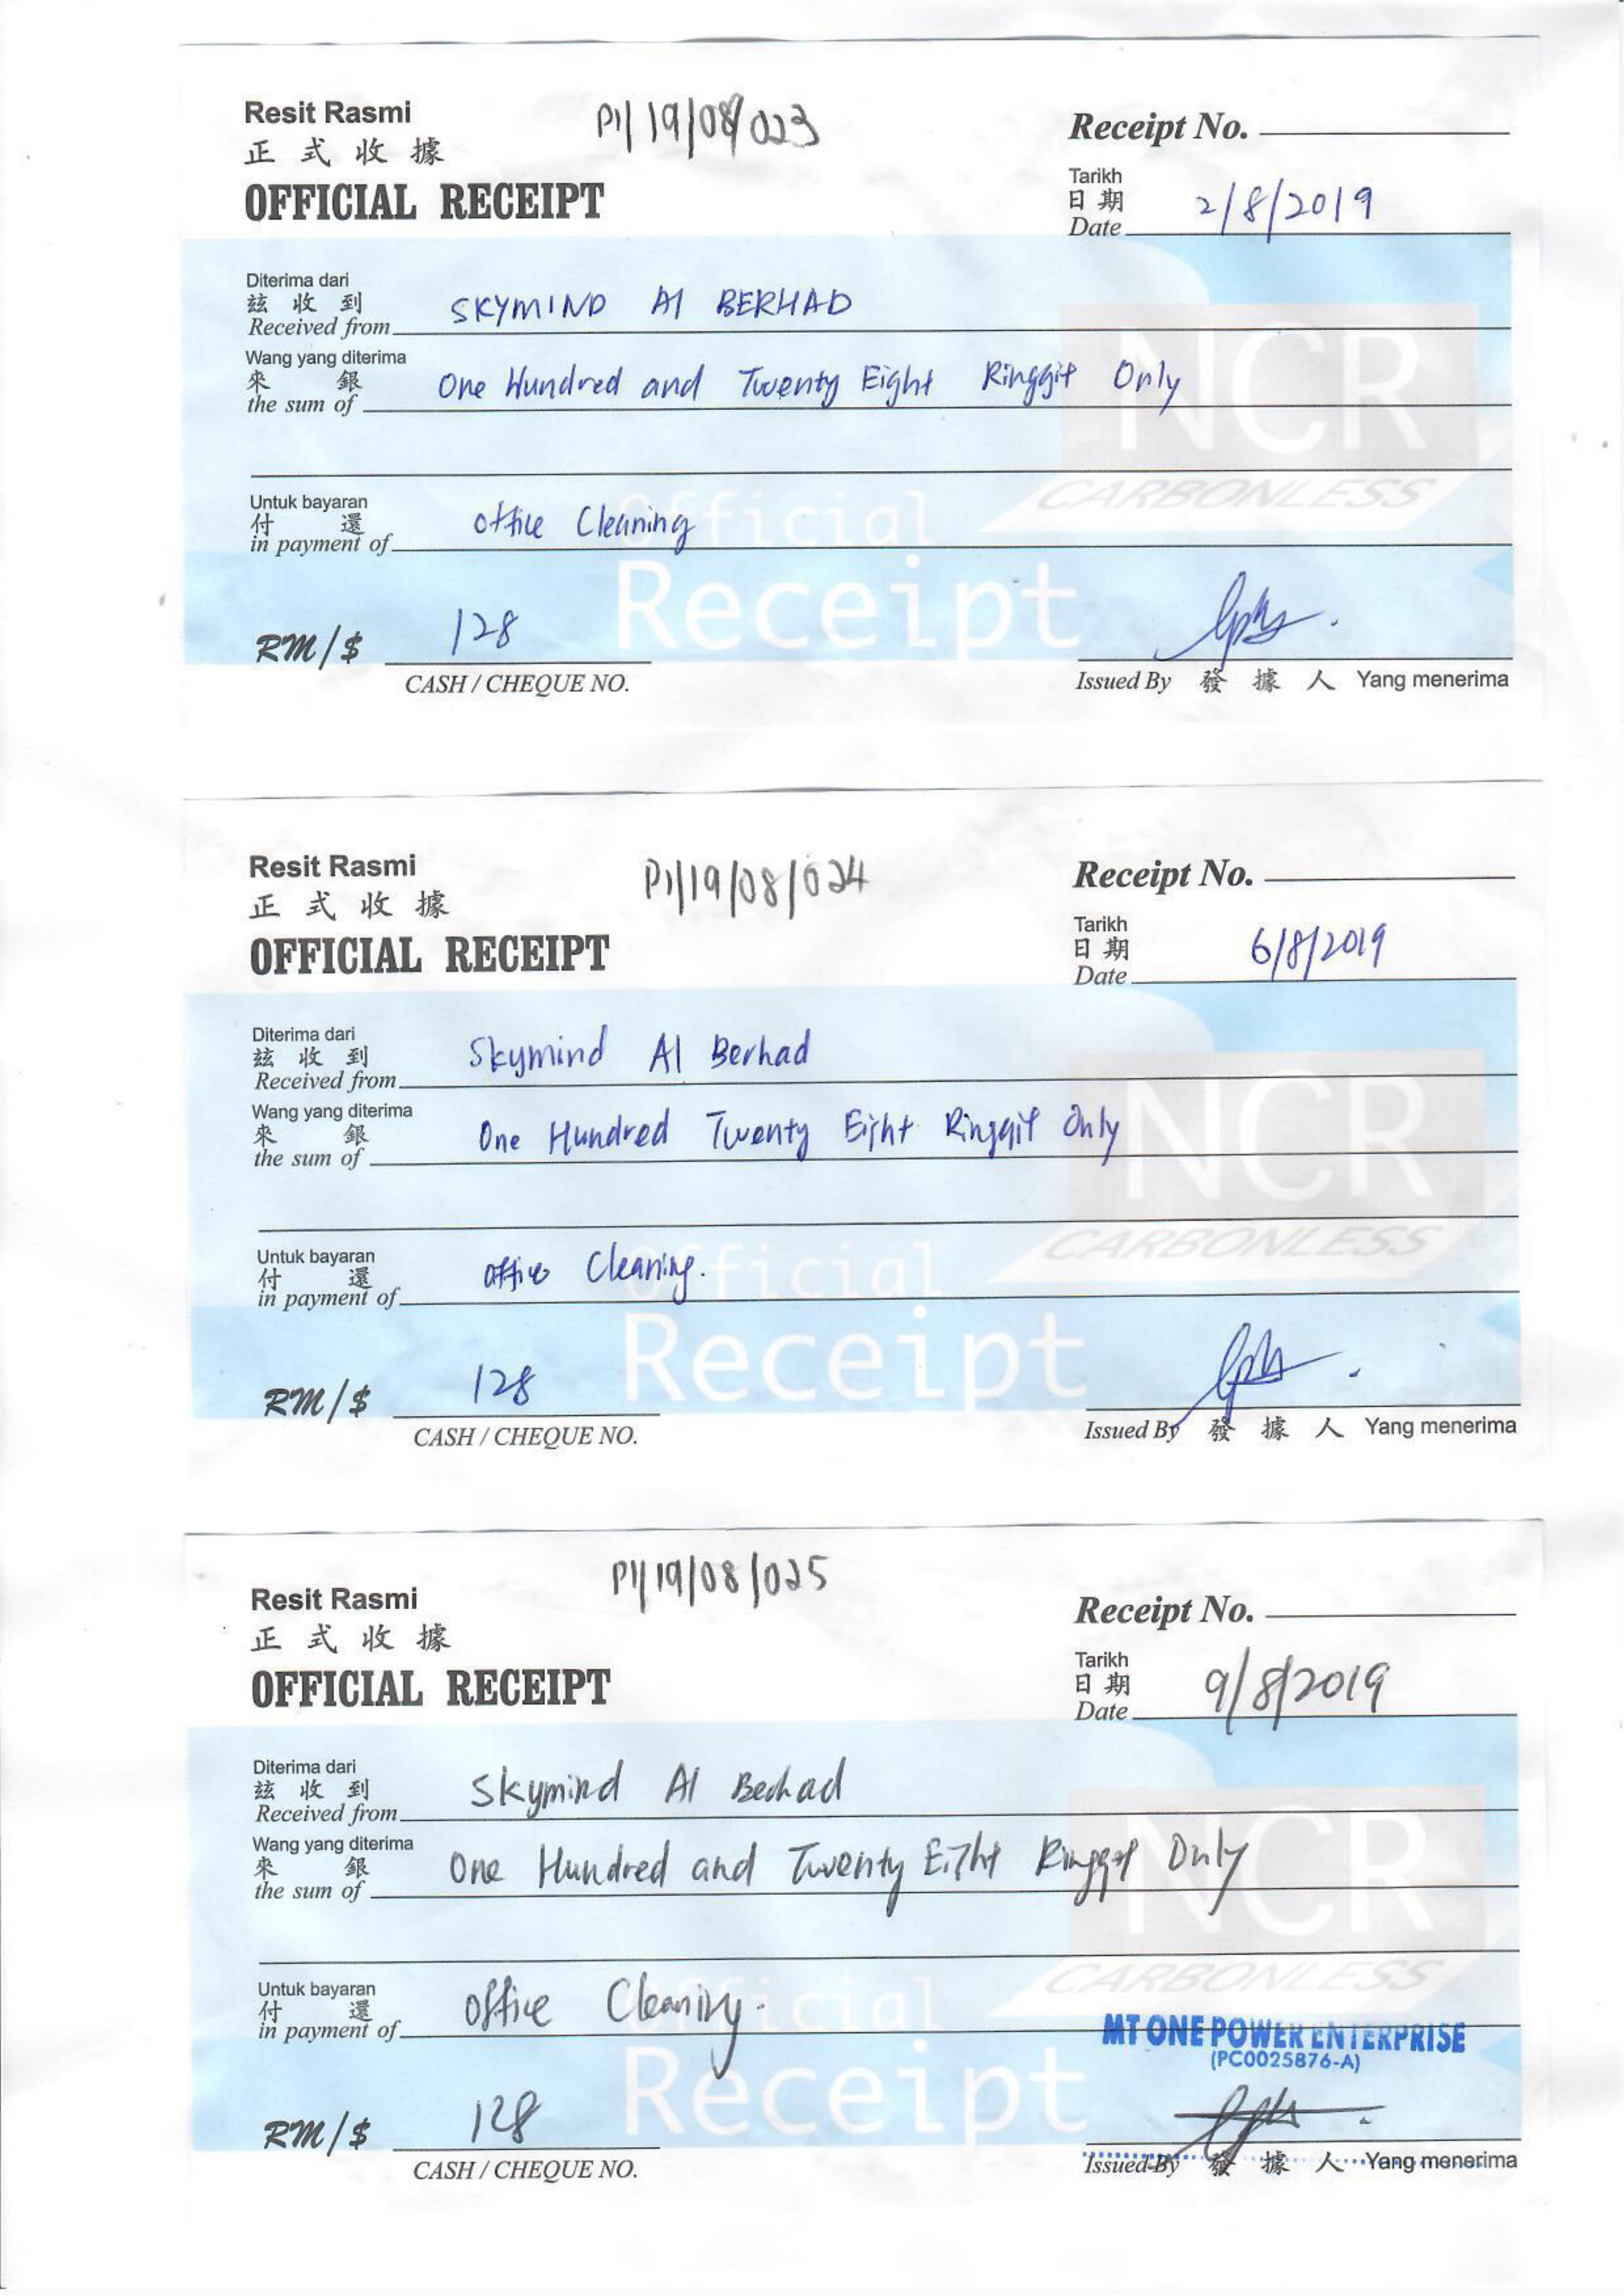 Resit Rasmi
PI/19/08/023
Receipt No.
正式收據
OFFICIAL RECEIPT
Tarikh
日期
Date 2/8/2019
Diterima dari
茲收到
Received from SKYMIND AI BERHAD
Wang yang diterima
來銀
the sum of One Hundred and Twenty Eight Ringgit Only
NCR
CARBONLESS
Untuk bayaran
付還
in payment of Office Cleaning
Official
Receipt
RM/$ 128
CASH / CHEQUE NO.
Issued By 發據人 Yang menerima
Resit Rasmi
PI/19/08/024
Receipt No.
正式收據
OFFICIAL RECEIPT
Tarikh
日期
Date 6/8/2019
Diterima dari
茲收到
Received from Skymind AI Berhad
Wang yang diterima
來銀
the sum of One Hundred Twenty Eight Ringgit Only
NCR
CARBONLESS
Untuk bayaran
付還
in payment of Office Cleaning.
Official
Receipt
RM/$ 128
CASH / CHEQUE NO.
Issued By 發據人 Yang menerima
PI/19/08/025
Resit Rasmi
Receipt No.
正式收據
OFFICIAL RECEIPT
Tarikh
日期
Date 9/8/2019
Diterima dari
茲收到
Received from Skymind AI Berhad
Wang yang diterima
來銀
the sum of One Hundred and Twenty Eight Ringgit Only
NCR
CARBONLESS
Untuk bayaran
付還
in payment of Office Cleaning.
Official
Receipt
MT ONE POWER ENTERPRISE
(PC0025876-A)
RM/$ 128
CASH / CHEQUE NO.
Issued By 發據人 Yang menerima